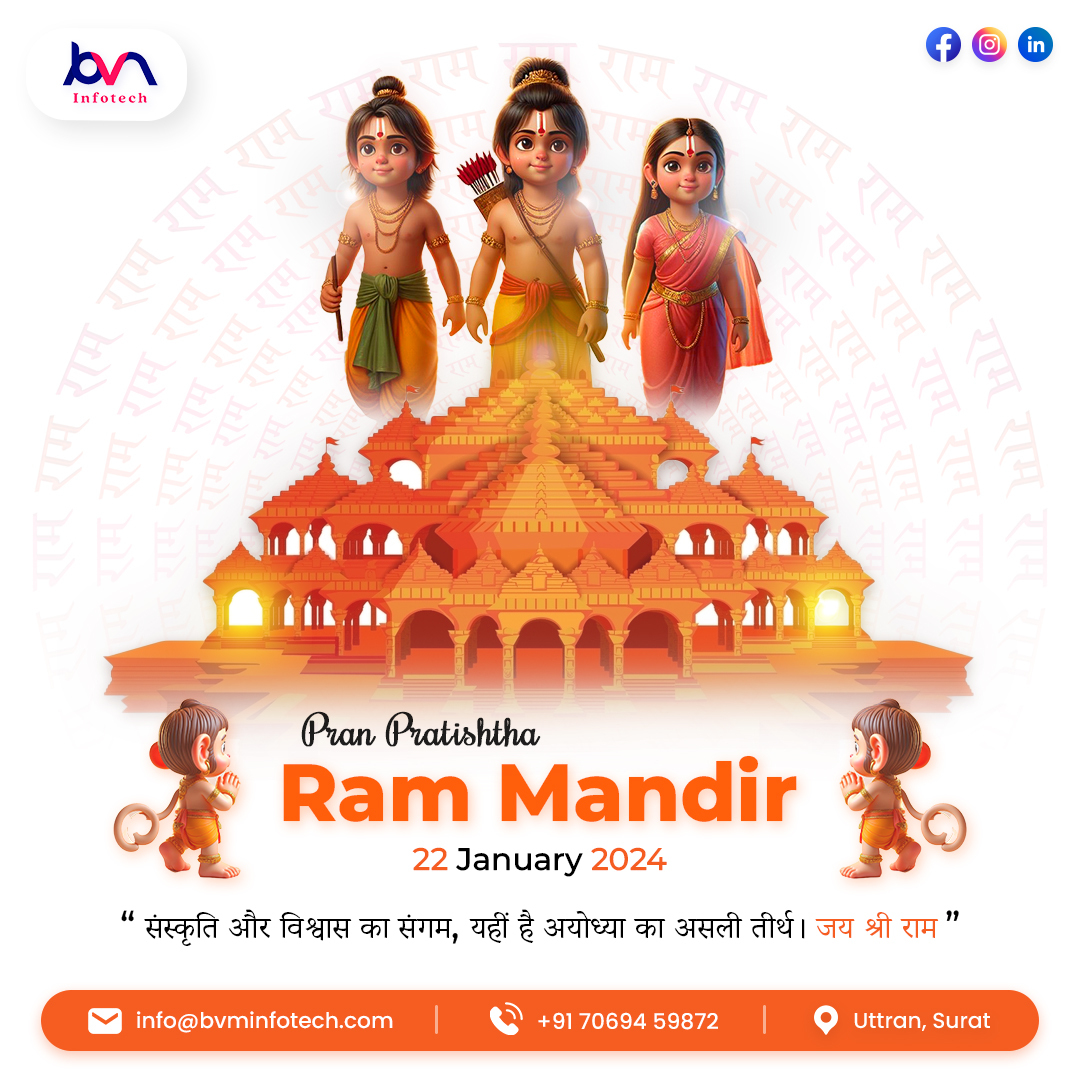 bvn
Infotech
राम राम राम राम राम राम राम राम राम राम राम राम राम
Pran Pratishtha
Ram Mandir
22 January 2024
“ संस्कृति और विश्वास का संगम, यहीं है अयोध्या का असली तीर्थ। जय श्री राम ”
info@bvminfotech.com | +91 70694 59872 | Uttran, Surat